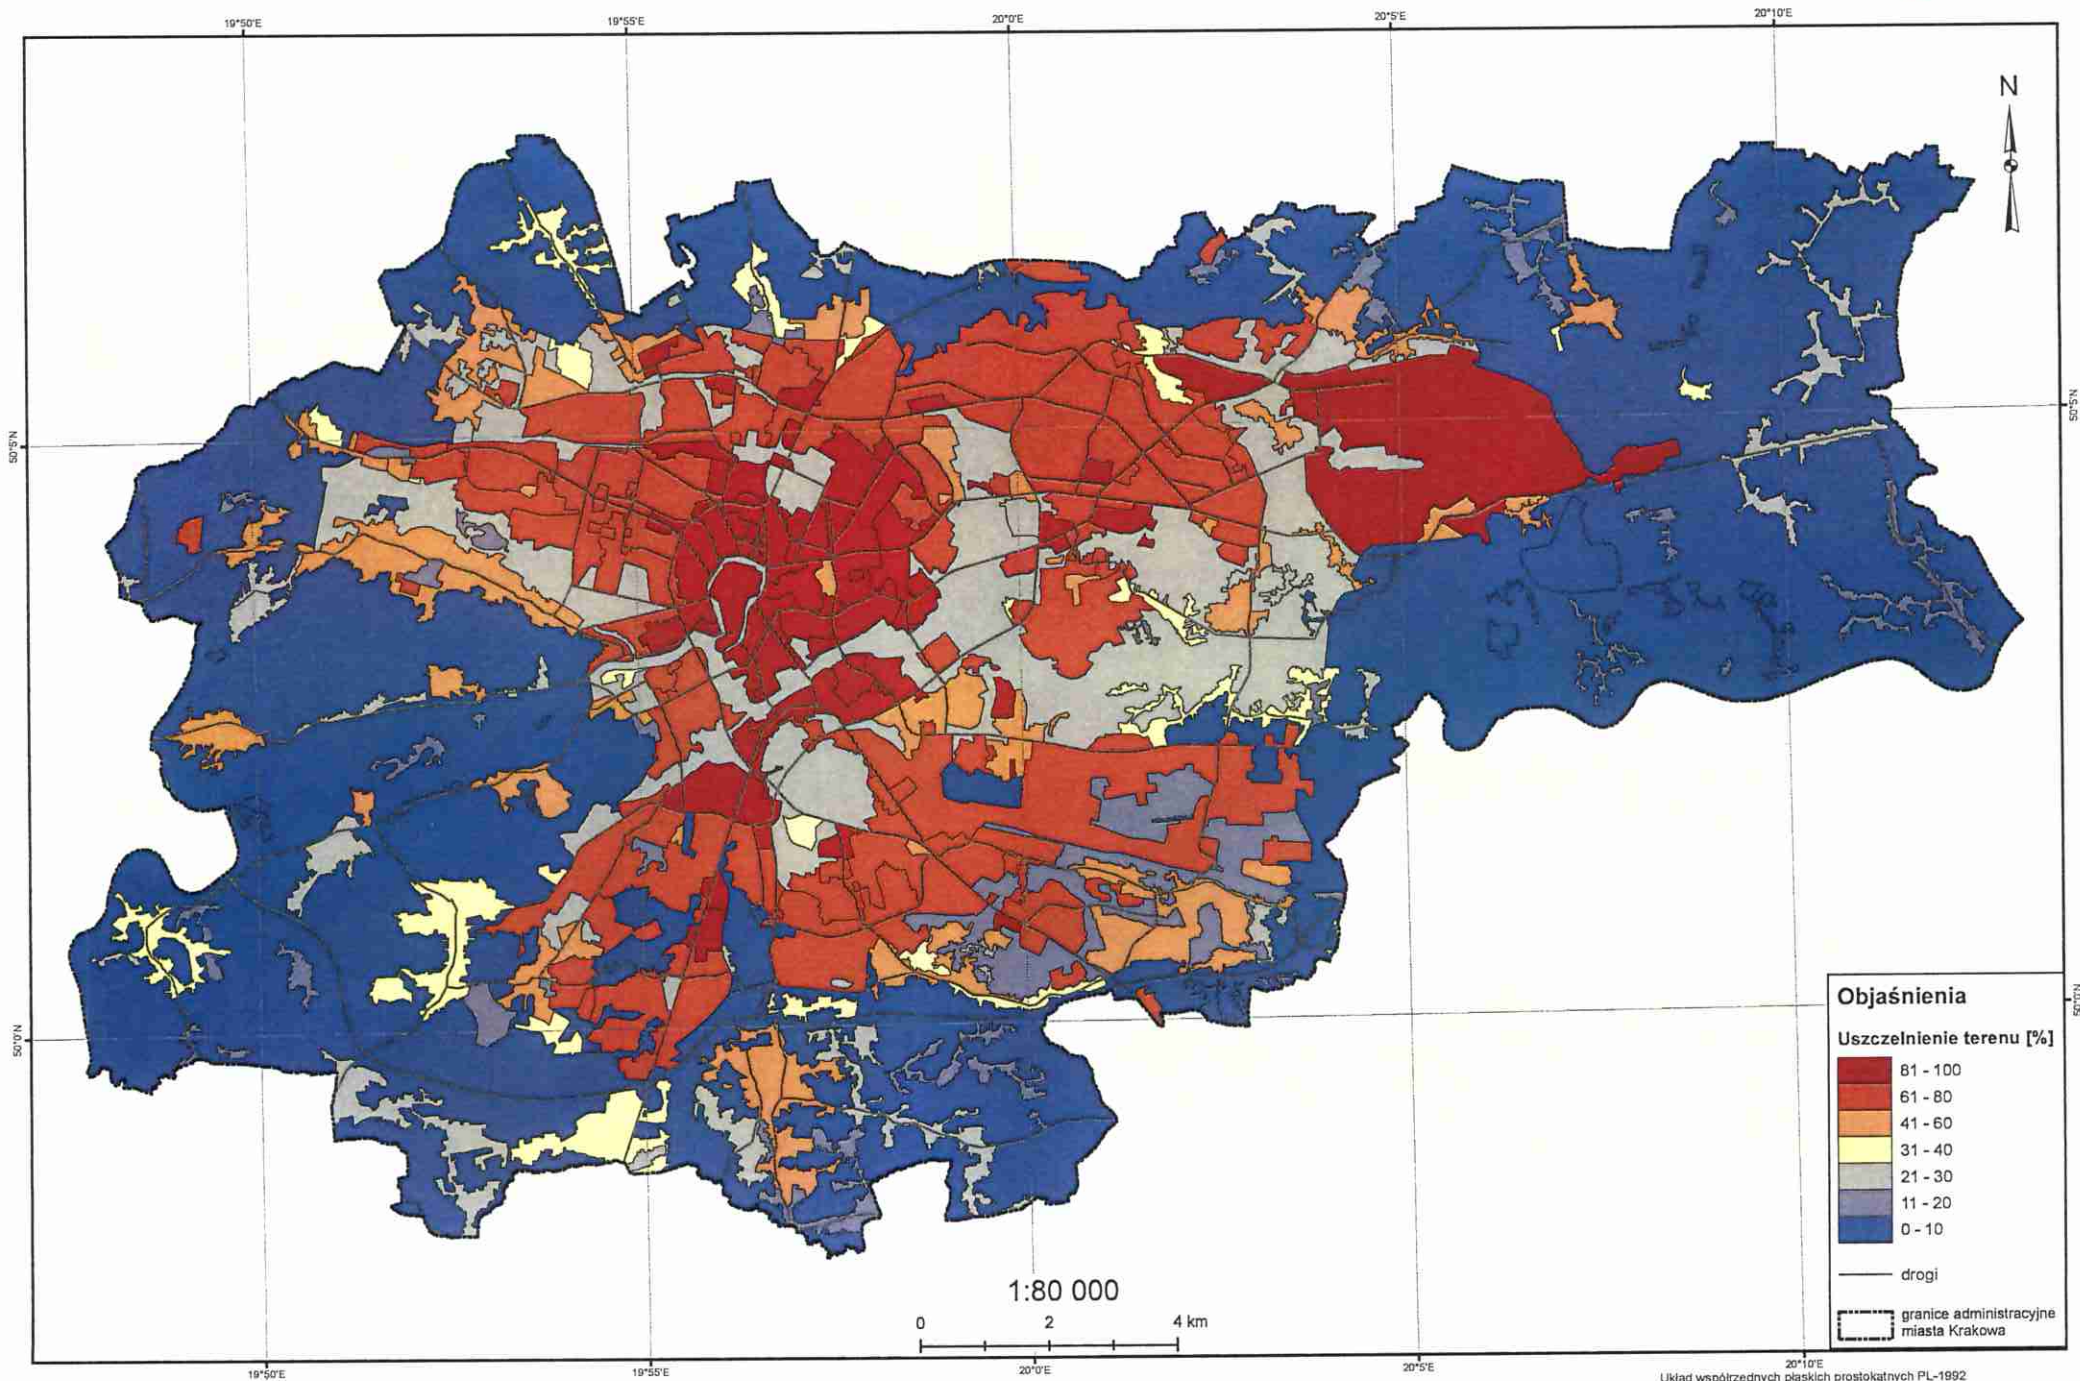 19°50'E 19°55'E 20°0'E 20°5'E 20°10'E
N
50°5'N 50°5'N
50°0'N 50°0'N
Objaśnienia
Uszczelnienie terenu [%]
81 - 100
61 - 80
41 - 60
31 - 40
21 - 30
11 - 20
0 - 10
drogi
granice administracyjne
miasta Krakowa
1:80 000
0 2 4 km
19°50'E 19°55'E 20°0'E 20°5'E 20°10'E
Układ współrzędnych płaskich prostokątnych PL-1992